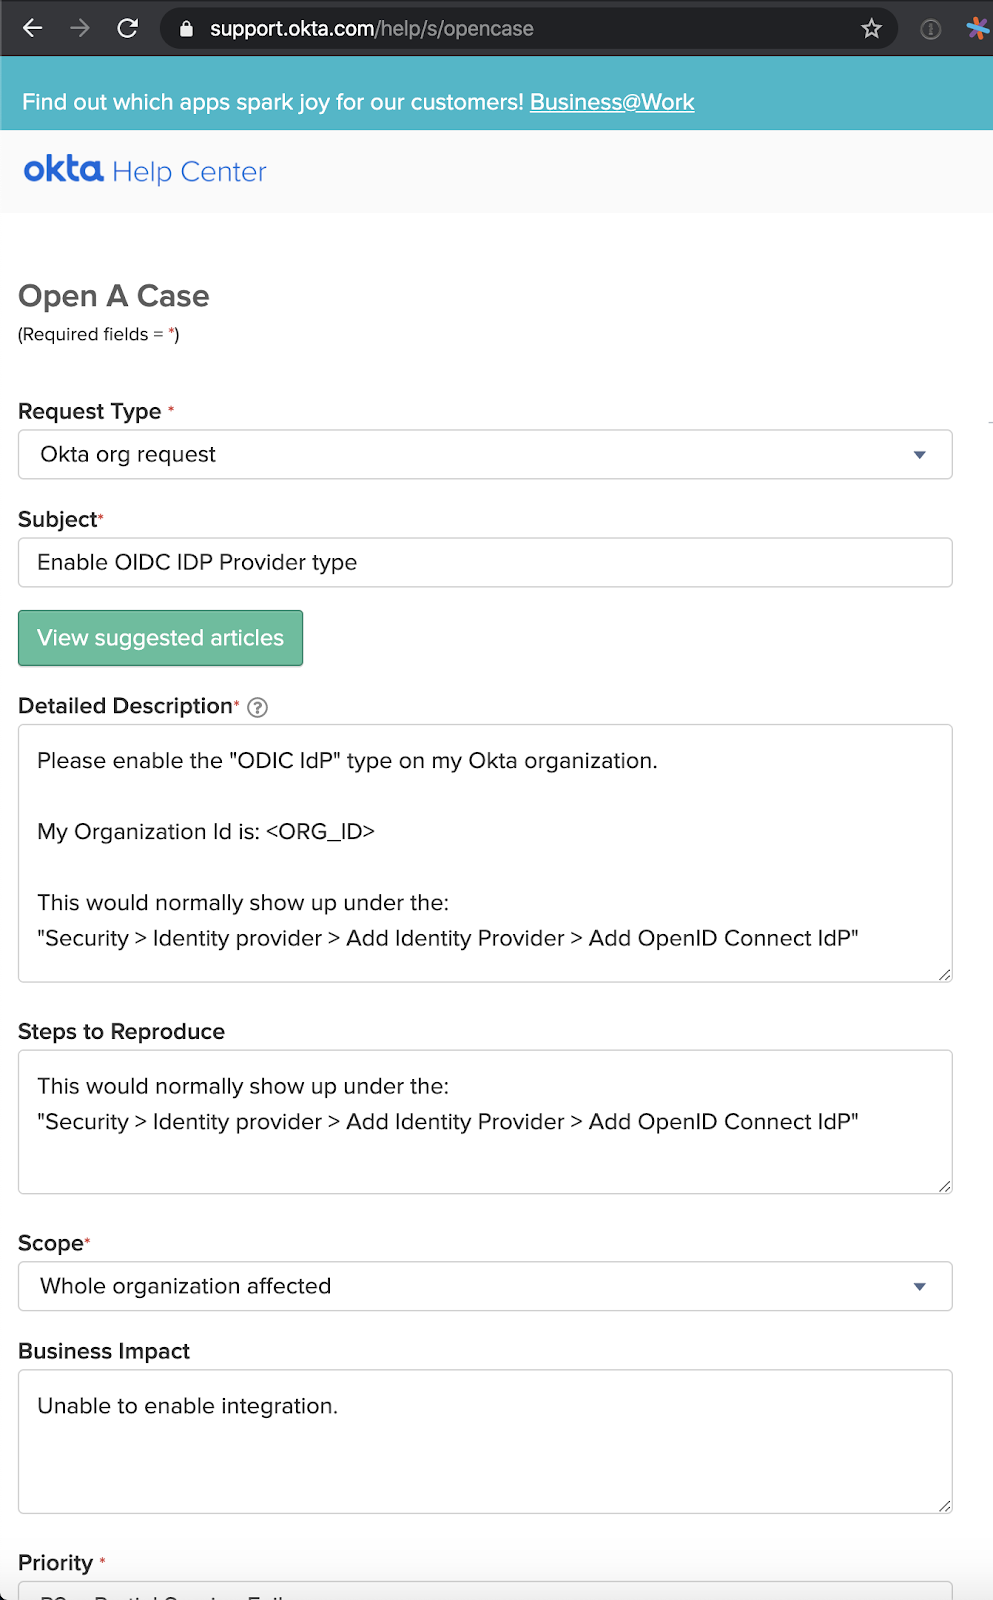 support.okta.com/help/s/opencase
Find out which apps spark joy for our customers! Business@Work
okta Help Center
Open A Case
(Required fields = *)
Request Type *
Okta org request
Subject*
Enable OIDC IDP Provider type
View suggested articles
Detailed Description* ?
Please enable the "ODIC IdP" type on my Okta organization.
My Organization Id is: <ORG_ID>
This would normally show up under the:
"Security > Identity provider > Add Identity Provider > Add OpenID Connect IdP"
Steps to Reproduce
This would normally show up under the:
"Security > Identity provider > Add Identity Provider > Add OpenID Connect IdP"
Scope*
Whole organization affected
Business Impact
Unable to enable integration.
Priority *